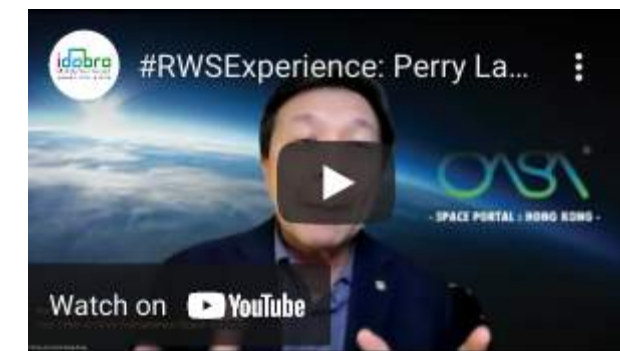 idobro
#RWSExperience: Perry La...
OASA
- SPACE PORTAL : HONG KONG -
Watch on YouTube